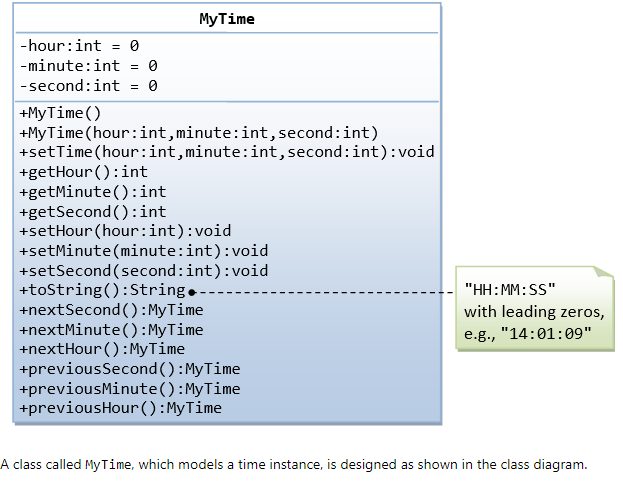 MyTime
-hour:int = 0
-minute:int = 0
-second:int = 0
+MyTime()
+MyTime(hour:int,minute:int,second:int)
+setTime(hour:int,minute:int,second:int):void
+getHour():int
+getMinute():int
+getSecond():int
+setHour(hour:int):void
+setMinute(minute:int):void
+setSecond(second:int):void
+toString():String
+nextSecond():MyTime
+nextMinute():MyTime
+nextHour():MyTime
+previousSecond():MyTime
+previousMinute():MyTime
+previousHour():MyTime
"HH:MM:SS"
with leading zeros,
e.g., "14:01:09"
A class called MyTime, which models a time instance, is designed as shown in the class diagram.